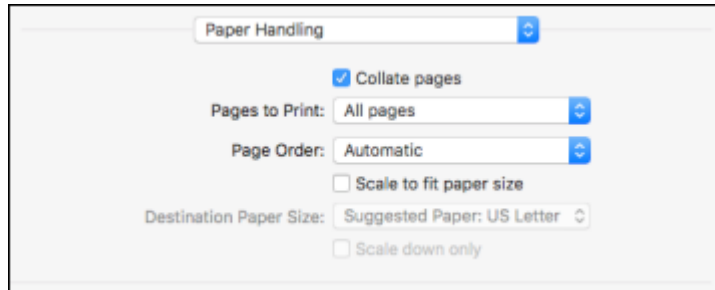 Paper Handling
Collate pages
Pages to Print: All pages
Page Order: Automatic
Scale to fit paper size
Destination Paper Size: Suggested Paper: US Letter
Scale down only